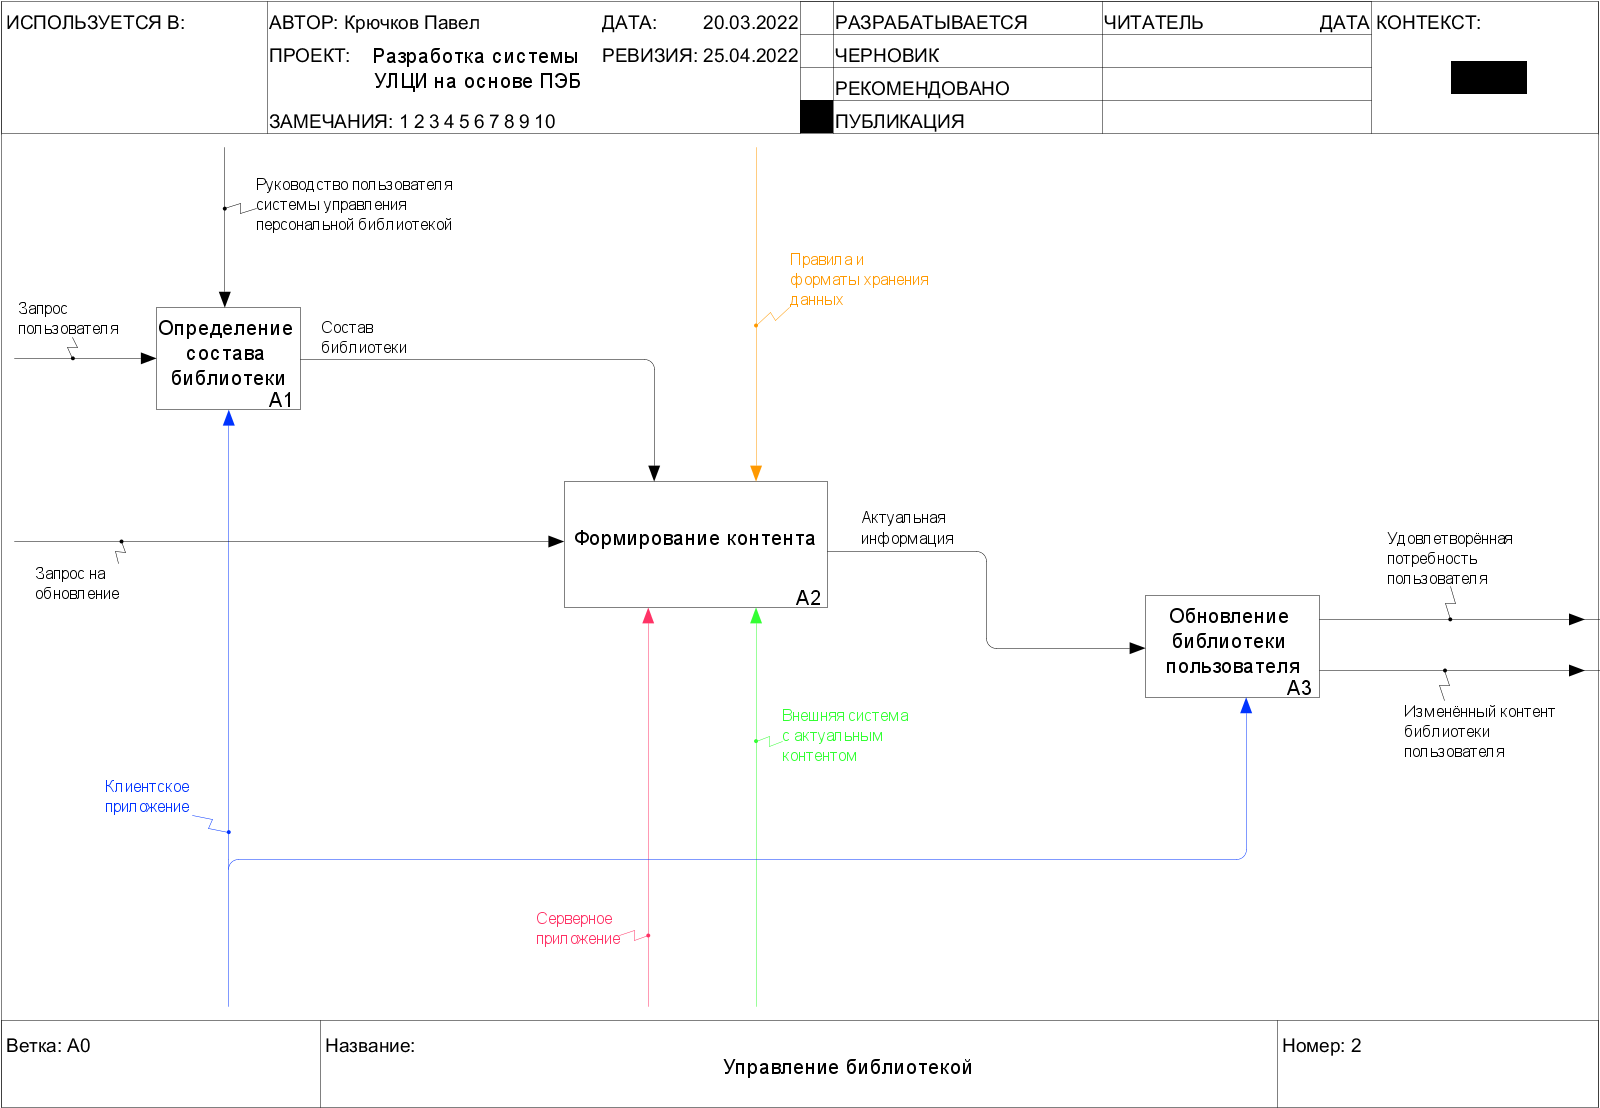 ИСПОЛЬЗУЕТСЯ В:
АВТОР: Крючков Павел
ДАТА: 20.03.2022
ПРОЕКТ: Разработка системы
УЛЦИ на основе ПЭБ
РЕВИЗИЯ: 25.04.2022
ЗАМЕЧАНИЯ: 1 2 3 4 5 6 7 8 9 10
РАЗРАБАТЫВАЕТСЯ
ЧЕРНОВИК
РЕКОМЕНДОВАНО
ПУБЛИКАЦИЯ
ЧИТАТЕЛЬ
ДАТА
КОНТЕКСТ:
Руководство пользователя
системы управления
персональной библиотекой
Правила и
форматы хранения
данных
Запрос
пользователя
Определение
состава
библиотеки
A1
Состав
библиотеки
Запрос на
обновление
Формирование контента
A2
Актуальная
информация
Удовлетворённая
потребность
пользователя
Обновление
библиотеки
пользователя
A3
Изменённый контент
библиотеки
пользователя
Внешняя система
с актуальным
контентом
Клиентское
приложение
Серверное
приложение
Ветка: A0
Название:
Управление библиотекой
Номер: 2